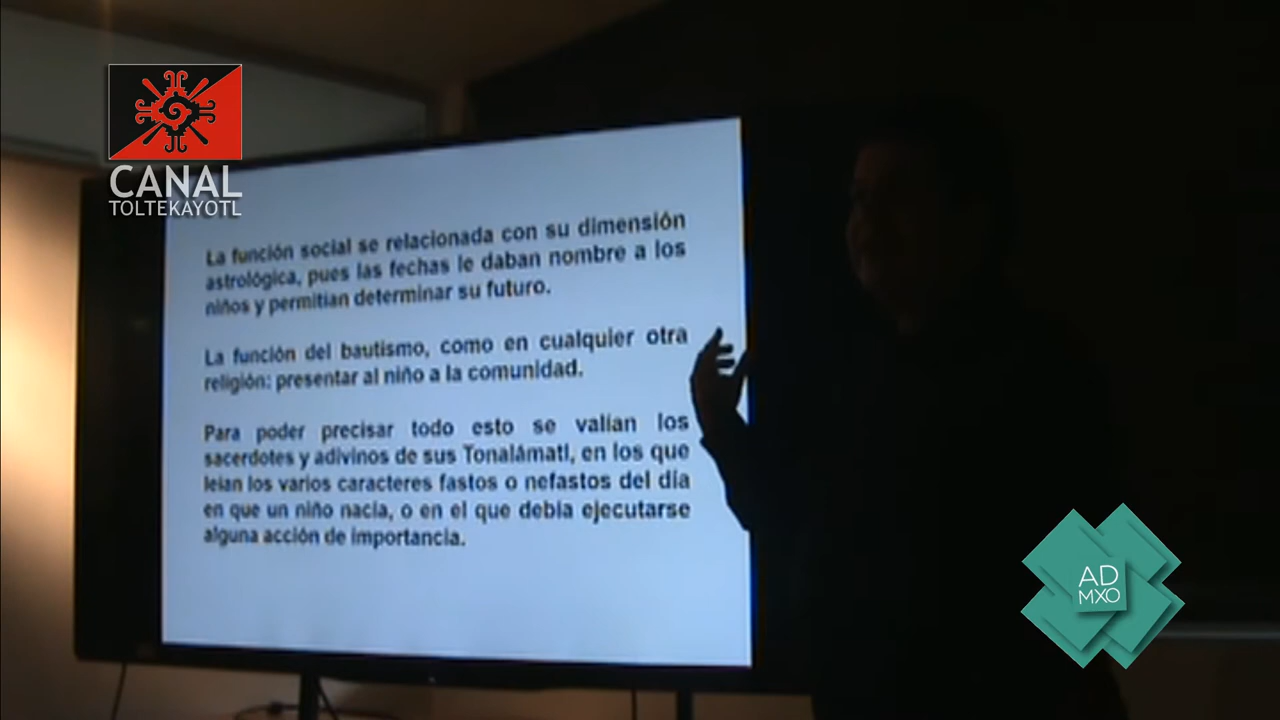 CANAL
TOLTEKAYOTL
La función social se relacionada con su dimensión
astrológica, pues las fechas le daban nombre a los
niños y permitían determinar su futuro.
La función del bautismo, como en cualquier otra
religión: presentar al niño a la comunidad.
Para poder precisar todo esto se valían los
sacerdotes y adivinos de sus Tonalámatl, en los que
leían los varios caracteres fastos o nefastos del día
en que un niño nacía, o en el que debía ejecutarse
alguna acción de importancia.
AD
MXO